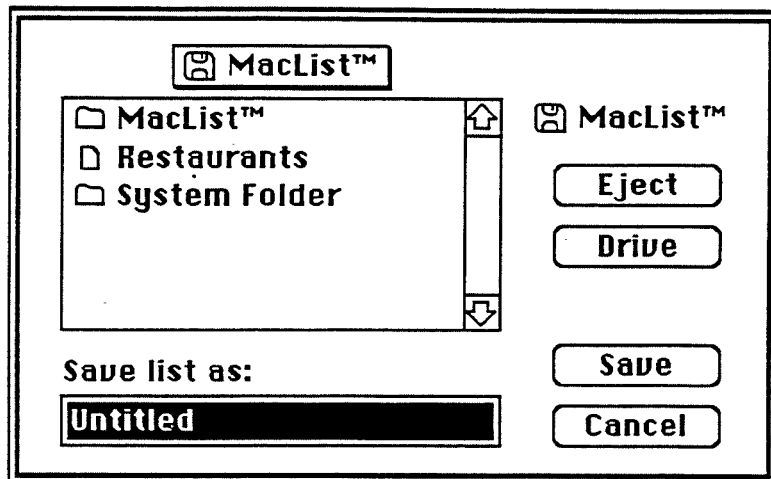 MacList™
MacList™
Restaurants
System Folder
MacList™
Eject
Drive
Save list as:
Untitled
Save
Cancel